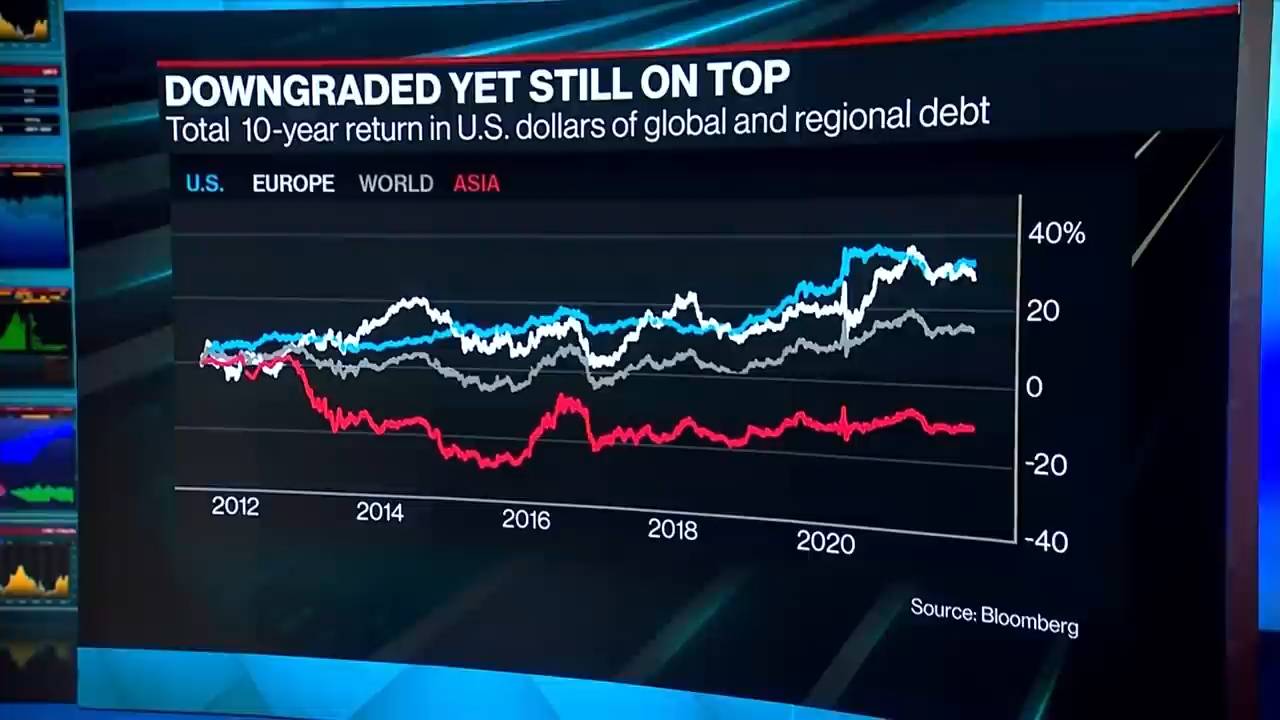 DOWNGRADED YET STILL ON TOP
Total 10-year return in U.S. dollars of global and regional debt
U.S. EUROPE WORLD ASIA
40%
20
0
-20
-40
2012 2014 2016 2018 2020
Source: Bloomberg